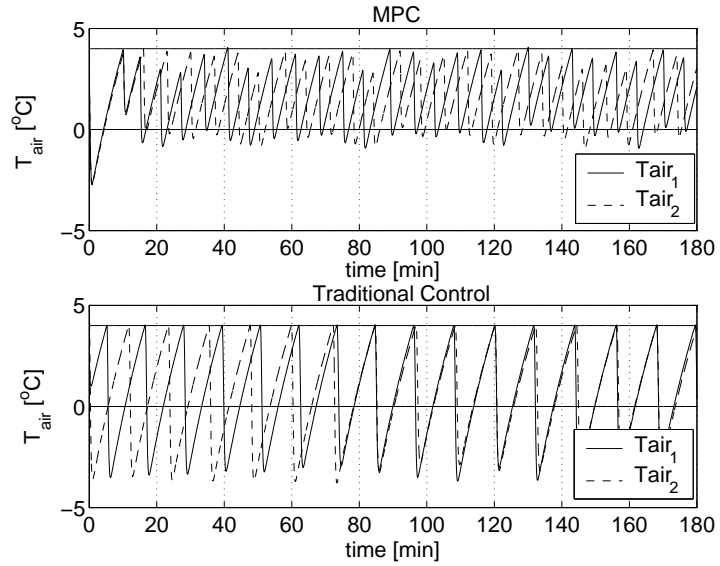 MPC
5
0
−5
T_air [°C]
0 20 40 60 80 100 120 140 160 180
time [min]
Tair_1
Tair_2
Traditional Control
5
0
−5
T_air [°C]
0 20 40 60 80 100 120 140 160 180
time [min]
Tair_1
Tair_2